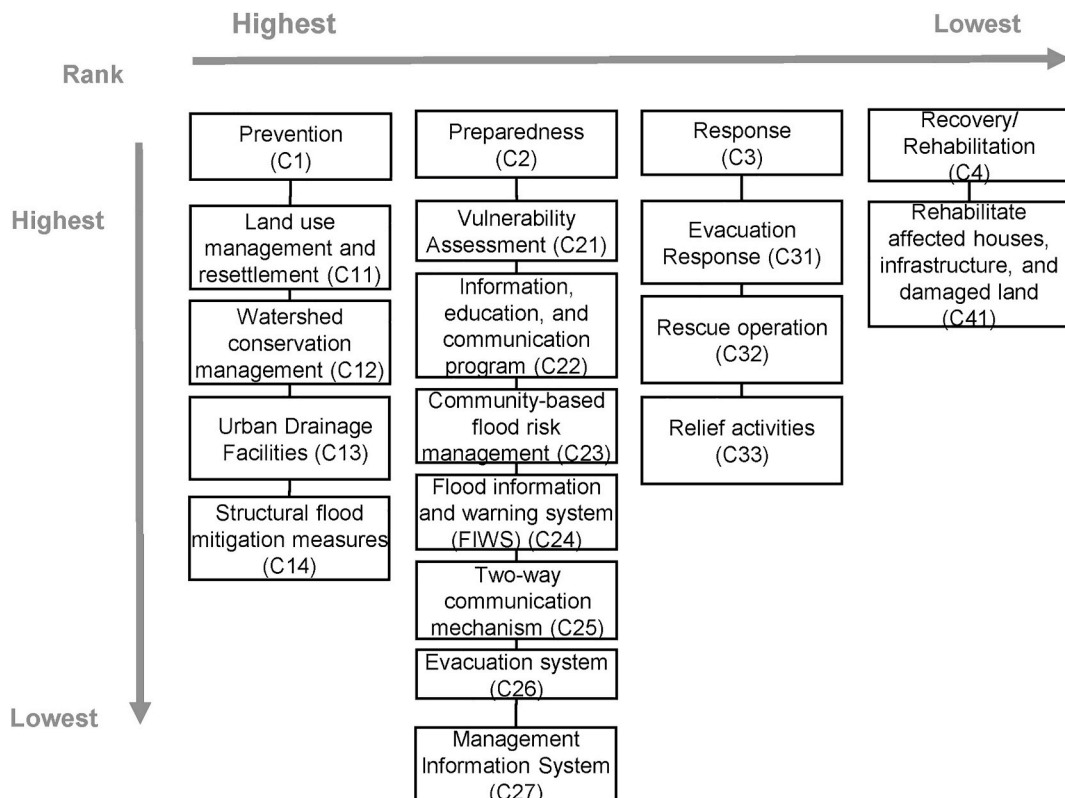 Highest
Lowest
Rank
Highest
Lowest
Prevention
(C1)
Land use
management and
resettlement (C11)
Watershed
conservation
management (C12)
Urban Drainage
Facilities (C13)
Structural flood
mitigation measures
(C14)
Preparedness
(C2)
Vulnerability
Assessment (C21)
Information,
education, and
communication
program (C22)
Community-based
flood risk
management (C23)
Flood information
and warning system
(FIWS) (C24)
Two-way
communication
mechanism (C25)
Evacuation system
(C26)
Management
Information System
(C27)
Response
(C3)
Evacuation
Response (C31)
Rescue operation
(C32)
Relief activities
(C33)
Recovery/
Rehabilitation
(C4)
Rehabilitate
affected houses,
infrastructure, and
damaged land
(C41)